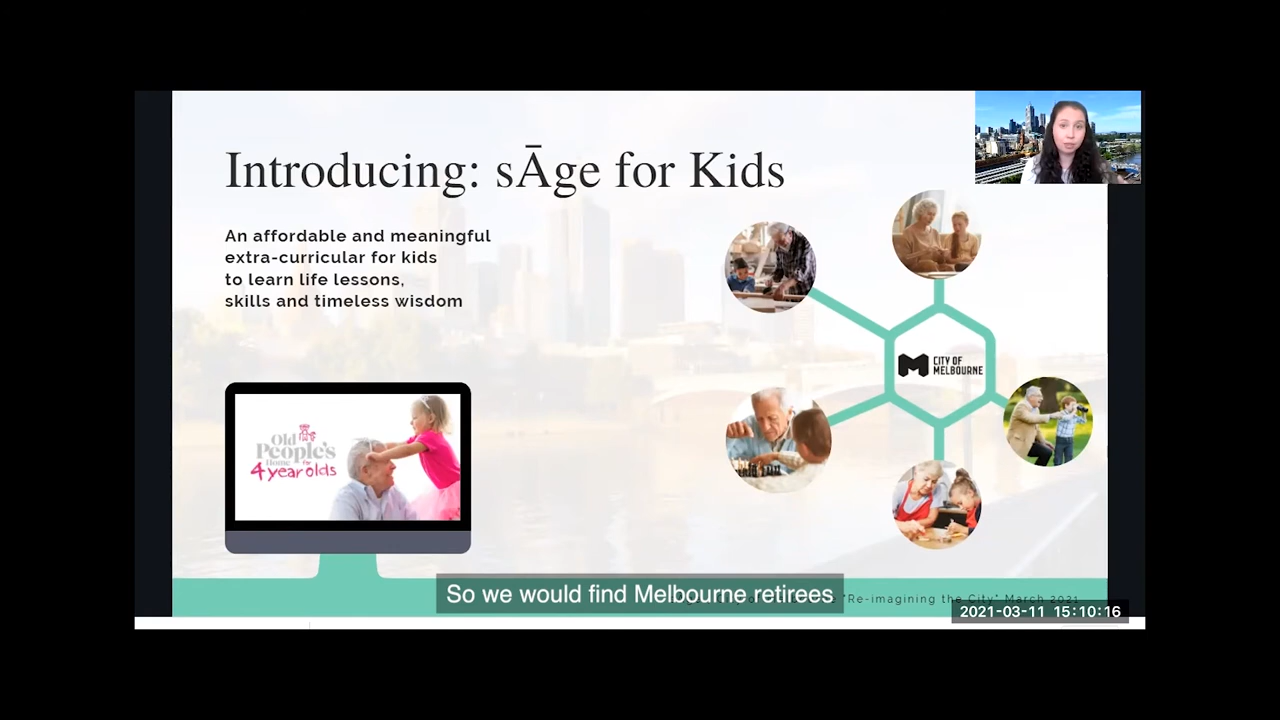 Introducing: sĀge for Kids
An affordable and meaningful
extra-curricular for kids
to learn life lessons,
skills and timeless wisdom
CITY OF
MELBOURNE
Old
People's
Home for
4 year olds
So we would find Melbourne retirees
"Re-imagining the City" March 2021
2021-03-11 15:10:16